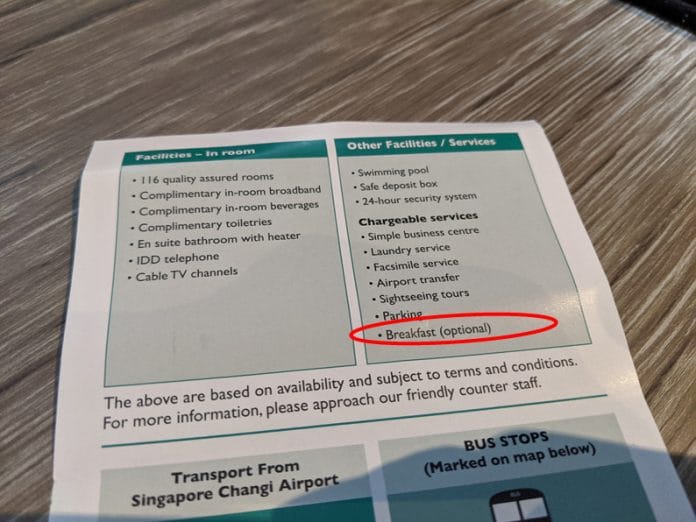 Facilities – In room
• 116 quality assured rooms
• Complimentary in-room broadband
• Complimentary in-room beverages
• Complimentary toiletries
• En suite bathroom with heater
• IDD telephone
• Cable TV channels
Other Facilities / Services
• Swimming pool
• Safe deposit box
• 24-hour security system
Chargeable services
• Simple business centre
• Laundry service
• Facsimile service
• Airport transfer
• Sightseeing tours
• Parking
• Breakfast (optional)
The above are based on availability and subject to terms and conditions.
For more information, please approach our friendly counter staff.
Transport From
Singapore Changi Airport
BUS STOPS
(Marked on map below)
BUS